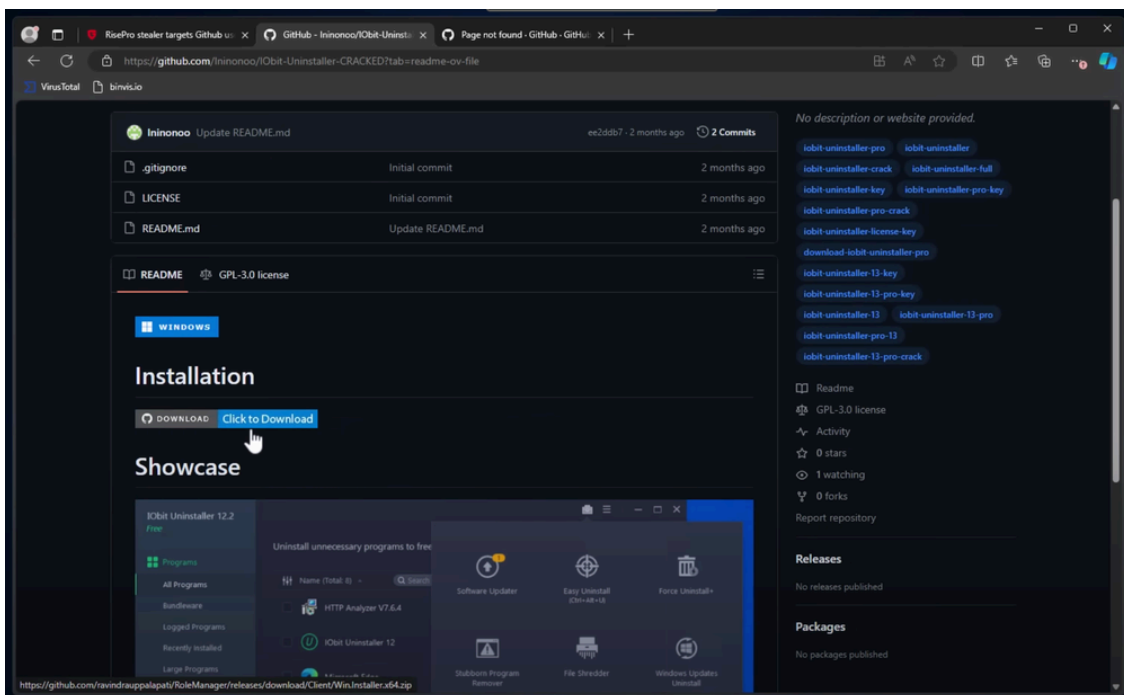 RisePro stealer targets Github us
GitHub - Ininonoo/IObit-Uninsta
Page not found · GitHub · GitHub
https://github.com/Ininonoo/IObit-Uninstaller-CRACKED?tab=readme-ov-file
VirusTotal
binvis.io
Ininonoo Update README.md ee2ddb7 · 2 months ago 2 Commits
.gitignore Initial commit 2 months ago
LICENSE Initial commit 2 months ago
README.md Update README.md 2 months ago
README GPL-3.0 license
WINDOWS
Installation
DOWNLOAD Click to Download
Showcase
IObit Uninstaller 12.2
Free
Programs
All Programs
Bundleware
Logged Programs
Recently Installed
Large Programs
Uninstall unnecessary programs to free
Name (Total: 8) Search
HTTP Analyzer V7.6.4
IObit Uninstaller 12
Microsoft Edge
1
Software Updater
Easy Uninstall
(Ctrl+Alt+U)
Force Uninstall+
Stubborn Program
Remover
File Shredder
Windows Updates
Uninstall
No description or website provided.
iobit-uninstaller-pro iobit-uninstaller
iobit-uninstaller-crack iobit-uninstaller-full
iobit-uninstaller-key iobit-uninstaller-pro-key
iobit-uninstaller-pro-crack
iobit-uninstaller-license-key
download-iobit-uninstaller-pro
iobit-uninstaller-13-key
iobit-uninstaller-13-pro-key
iobit-uninstaller-13 iobit-uninstaller-13-pro
iobit-uninstaller-pro-13
iobit-uninstaller-13-pro-crack
Readme
GPL-3.0 license
Activity
0 stars
1 watching
0 forks
Report repository
Releases
No releases published
Packages
No packages published
https://github.com/ravindrauppalapati/RoleManager/releases/download/Client/Win.Installer.x64.zip